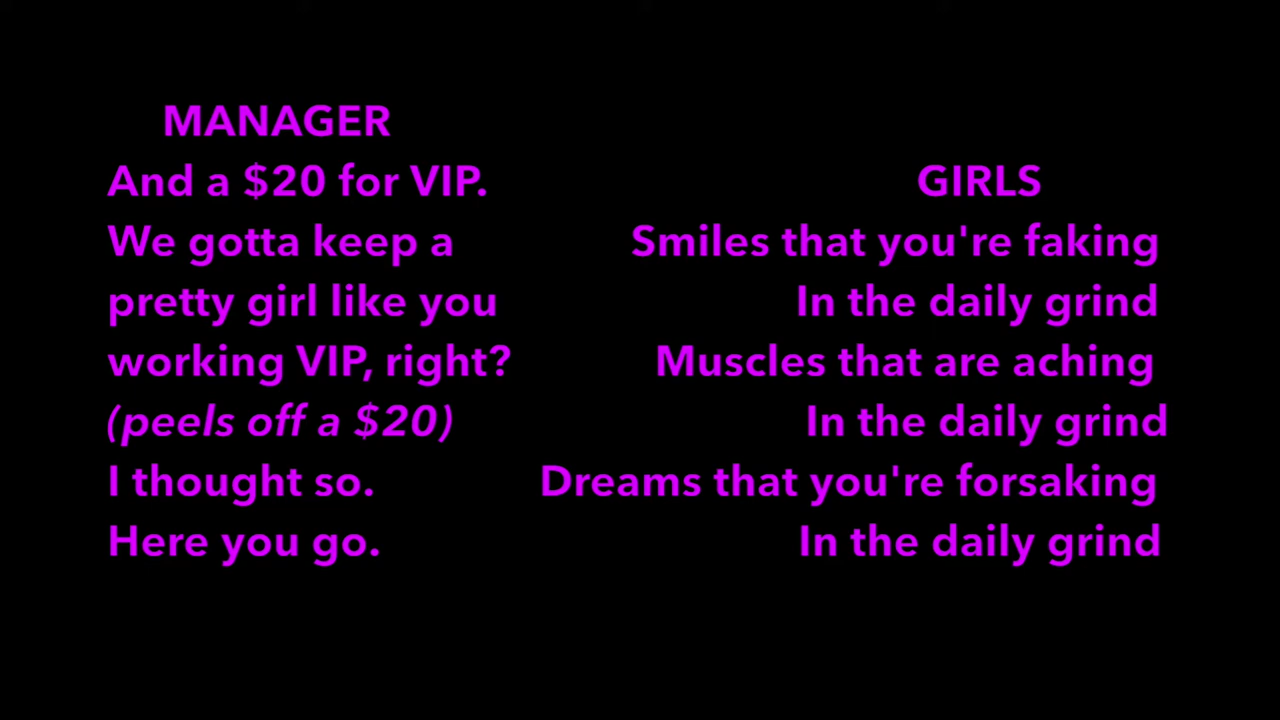 MANAGER
And a $20 for VIP.
We gotta keep a
pretty girl like you
working VIP, right?
(peels off a $20)
I thought so.
Here you go.
GIRLS
Smiles that you're faking
In the daily grind
Muscles that are aching
In the daily grind
Dreams that you're forsaking
In the daily grind